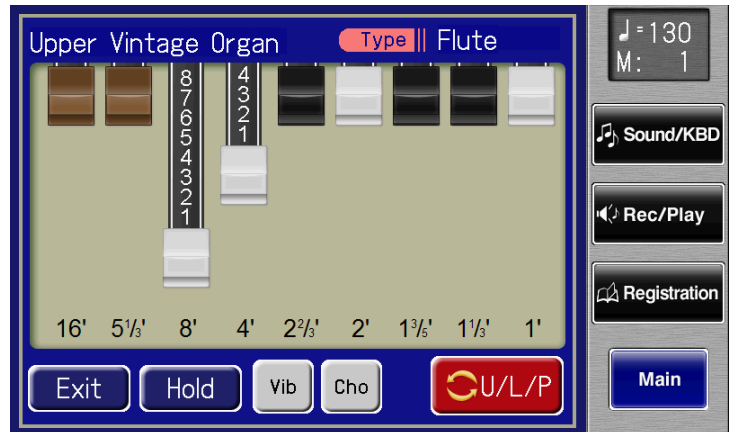 Upper Vintage Organ Type Flute
♩=130
M: 1
8
7
6
5
4
3
2
1
4
3
2
1
Sound/KBD
Rec/Play
Registration
16' 5⅓' 8' 4' 2⅔' 2' 1⅗' 1⅓' 1'
Exit Hold Vib Cho U/L/P
Main